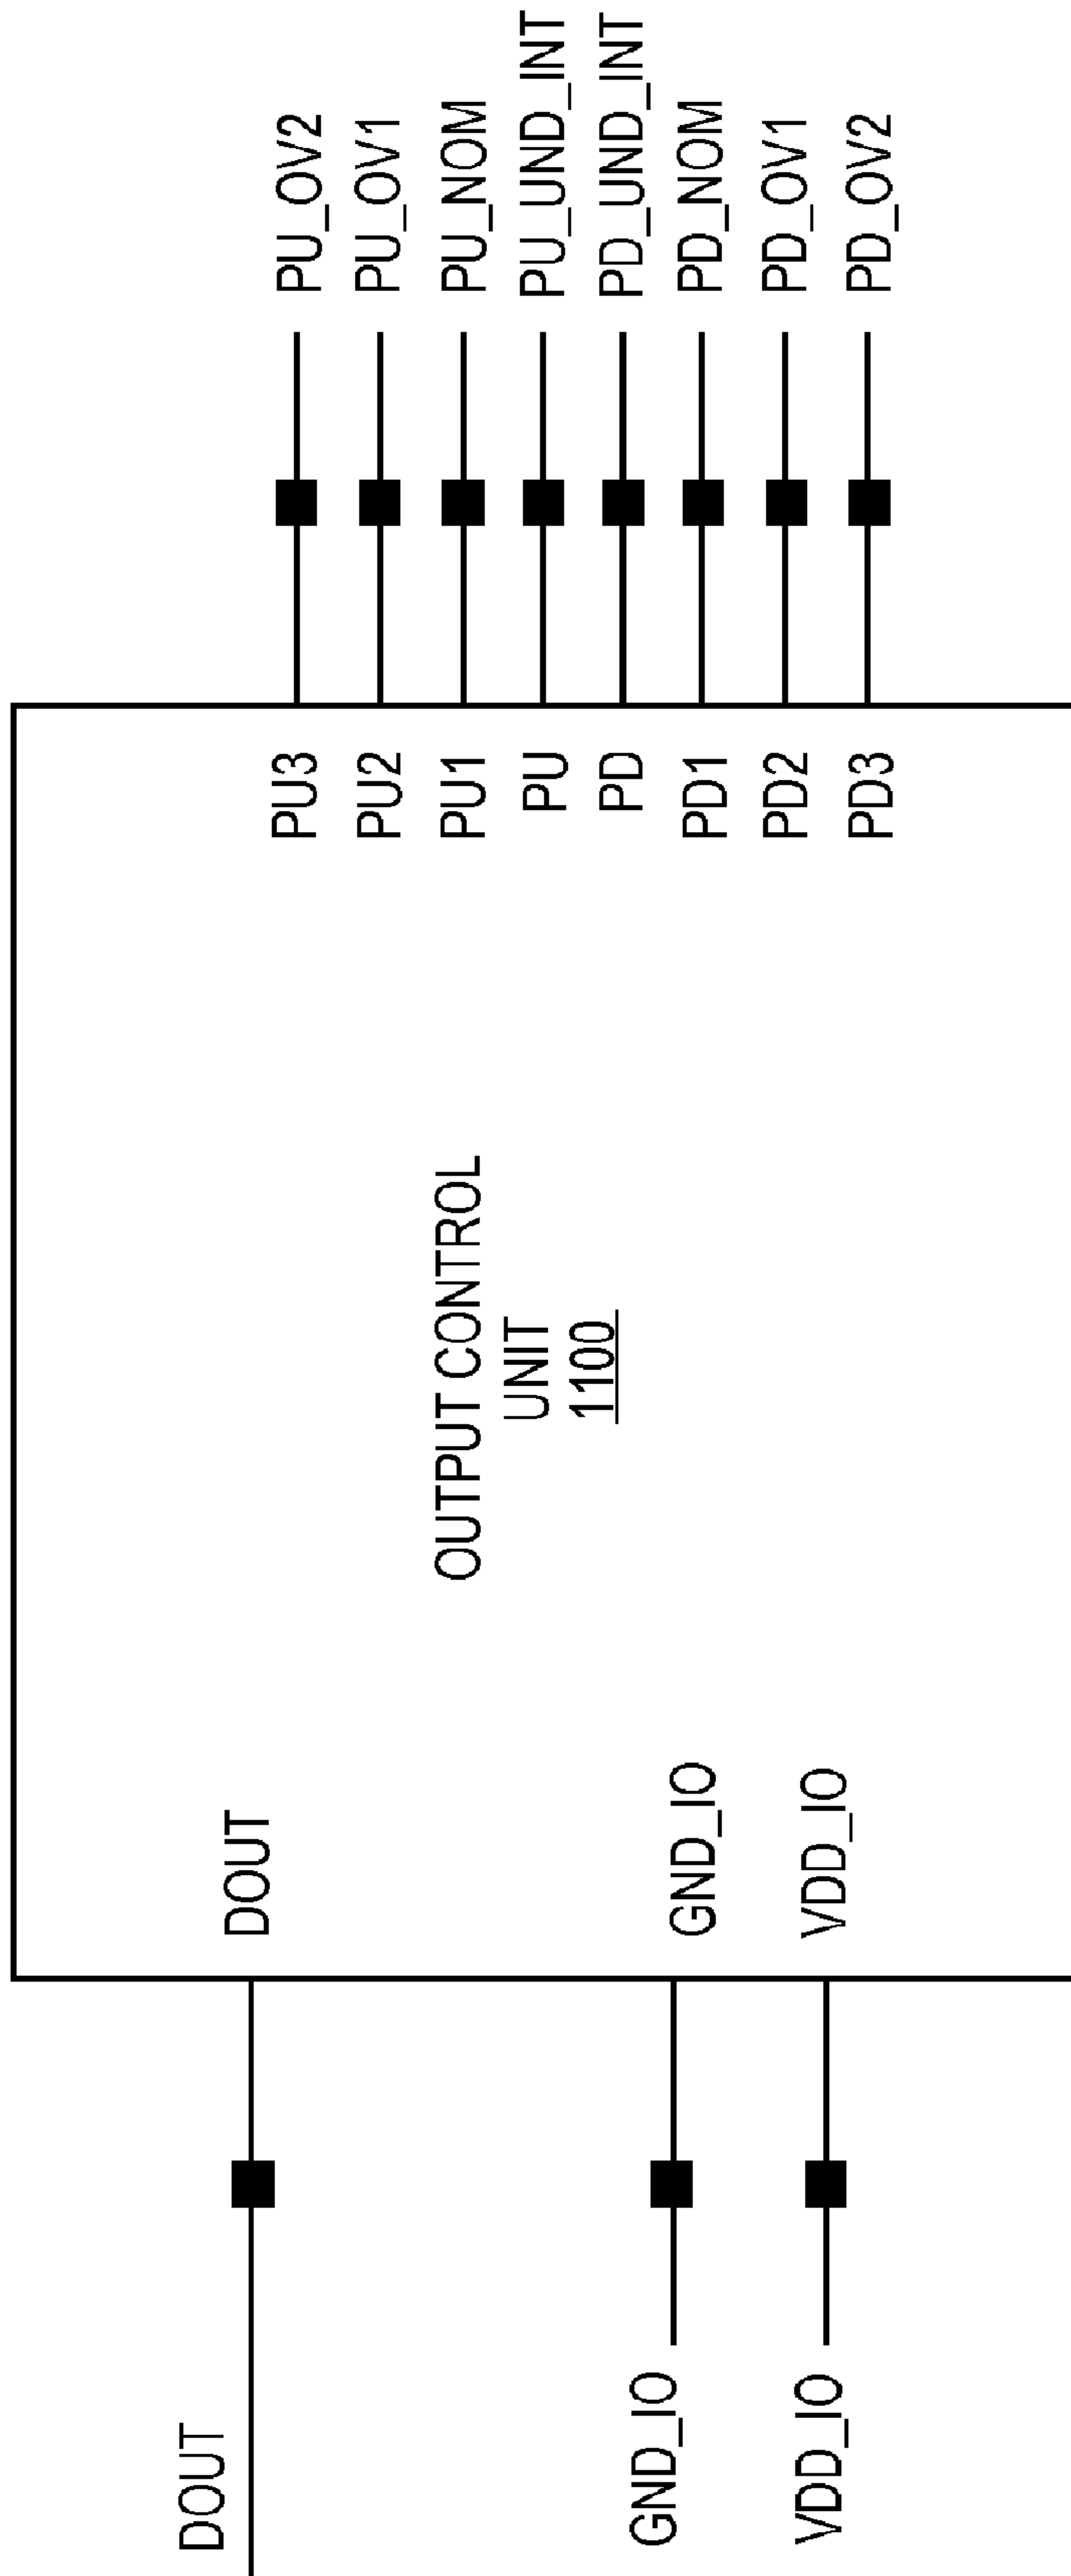 DOUT
DOUT
GND_IO
GND_IO
VDD_IO
VDD_IO
OUTPUT CONTROL
UNIT
1100
PU3
PU_OV2
PU2
PU_OV1
PU1
PU_NOM
PU
PU_UND_INT
PD
PD_UND_INT
PD1
PD_NOM
PD2
PD_OV1
PD3
PD_OV2